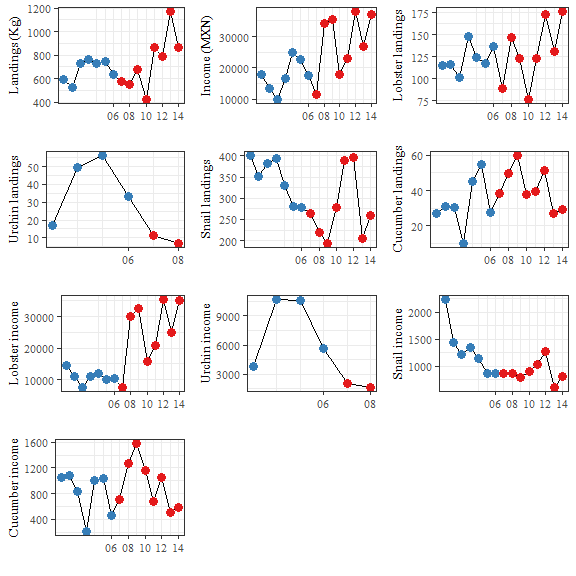 Landings (Kg)
1200
1000
800
600
400
06 08 10 12 14
Income (MXN)
30000
20000
10000
06 08 10 12 14
Lobster landings
175
150
125
100
75
06 08 10 12 14
Urchin landings
50
40
30
20
10
06 08
Snail landings
400
350
300
250
200
06 08 10 12 14
Cucumber landings
60
40
20
06 08 10 12 14
Lobster income
30000
20000
10000
06 08 10 12 14
Urchin income
9000
6000
3000
06 08
Snail income
2000
1500
1000
06 08 10 12 14
Cucumber income
1600
1200
800
400
06 08 10 12 14